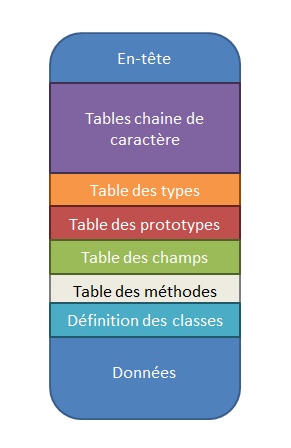 En-tête
Tables chaine de
caractère
Table des types
Table des prototypes
Table des champs
Table des méthodes
Définition des classes
Données